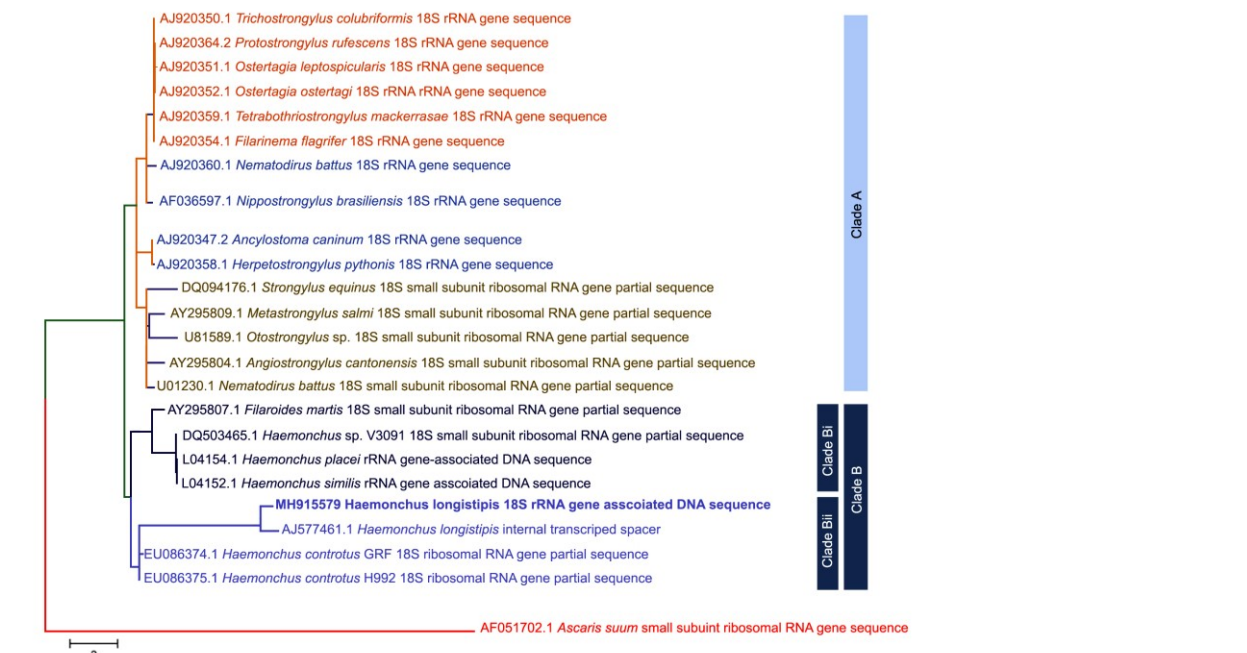 AJ920350.1 Trichostrongylus colubriformis 18S rRNA gene sequence
AJ920364.2 Protostrongylus rufescens 18S rRNA gene sequence
AJ920351.1 Ostertagia leptospicularis 18S rRNA gene sequence
AJ920352.1 Ostertagia ostertagi 18S rRNA rRNA gene sequence
AJ920359.1 Tetrabothriostrongylus mackerrasae 18S rRNA gene sequence
AJ920354.1 Filarinema flagrifer 18S rRNA gene sequence
AJ920360.1 Nematodirus battus 18S rRNA gene sequence
AF036597.1 Nippostrongylus brasiliensis 18S rRNA gene sequence
AJ920347.2 Ancylostoma caninum 18S rRNA gene sequence
AJ920358.1 Herpetostrongylus pythonis 18S rRNA gene sequence
DQ094176.1 Strongylus equinus 18S small subunit ribosomal RNA gene partial sequence
AY295809.1 Metastrongylus salmi 18S small subunit ribosomal RNA gene partial sequence
U81589.1 Otostrongylus sp. 18S small subunit ribosomal RNA gene partial sequence
AY295804.1 Angiostrongylus cantonensis 18S small subunit ribosomal RNA gene partial sequence
U01230.1 Nematodirus battus 18S small subunit ribosomal RNA gene partial sequence
AY295807.1 Filaroides martis 18S small subunit ribosomal RNA gene partial sequence
DQ503465.1 Haemonchus sp. V3091 18S small subunit ribosomal RNA gene partial sequence
L04154.1 Haemonchus placei rRNA gene-associated DNA sequence
L04152.1 Haemonchus similis rRNA gene asscoiated DNA sequence
MH915579 Haemonchus longistipis 18S rRNA gene asscoiated DNA sequence
AJ577461.1 Haemonchus longistipis internal transcriped spacer
EU086374.1 Haemonchus controtus GRF 18S ribosomal RNA gene partial sequence
EU086375.1 Haemonchus controtus H992 18S ribosomal RNA gene partial sequence
AF051702.1 Ascaris suum small subuint ribosomal RNA gene sequence
Clade A
Clade Bi
Clade B
Clade Bii